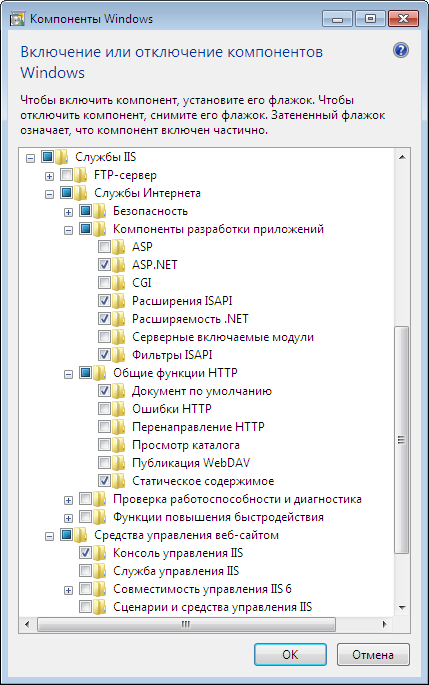 Компоненты Windows
Включение или отключение компонентов
Windows
Чтобы включить компонент, установите его флажок. Чтобы
отключить компонент, снимите его флажок. Затененный флажок
означает, что компонент включен частично.
Службы IIS
FTP-сервер
Службы Интернета
Безопасность
Компоненты разработки приложений
ASP
ASP.NET
CGI
Расширения ISAPI
Расширяемость .NET
Серверные включаемые модули
Фильтры ISAPI
Общие функции HTTP
Документ по умолчанию
Ошибки HTTP
Перенаправление HTTP
Просмотр каталога
Публикация WebDAV
Статическое содержимое
Проверка работоспособности и диагностика
Функции повышения быстродействия
Средства управления веб-сайтом
Консоль управления IIS
Служба управления IIS
Совместимость управления IIS 6
Сценарии и средства управления IIS
ОК
Отмена